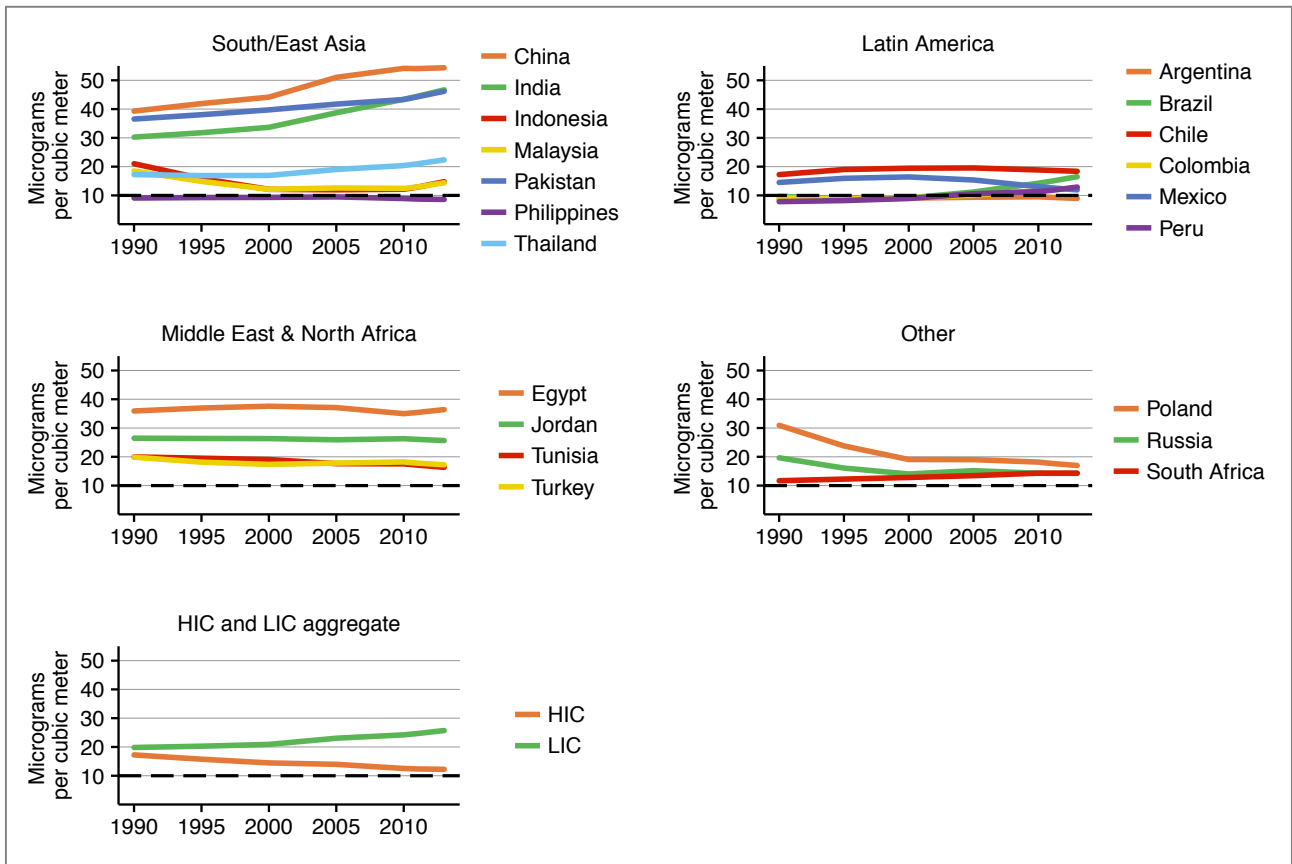 South/East Asia
Micrograms
per cubic meter
50
40
30
20
10
1990 1995 2000 2005 2010
China
India
Indonesia
Malaysia
Pakistan
Philippines
Thailand
Latin America
Micrograms
per cubic meter
50
40
30
20
10
1990 1995 2000 2005 2010
Argentina
Brazil
Chile
Colombia
Mexico
Peru
Middle East & North Africa
Micrograms
per cubic meter
50
40
30
20
10
1990 1995 2000 2005 2010
Egypt
Jordan
Tunisia
Turkey
Other
Micrograms
per cubic meter
50
40
30
20
10
1990 1995 2000 2005 2010
Poland
Russia
South Africa
HIC and LIC aggregate
Micrograms
per cubic meter
50
40
30
20
10
1990 1995 2000 2005 2010
HIC
LIC